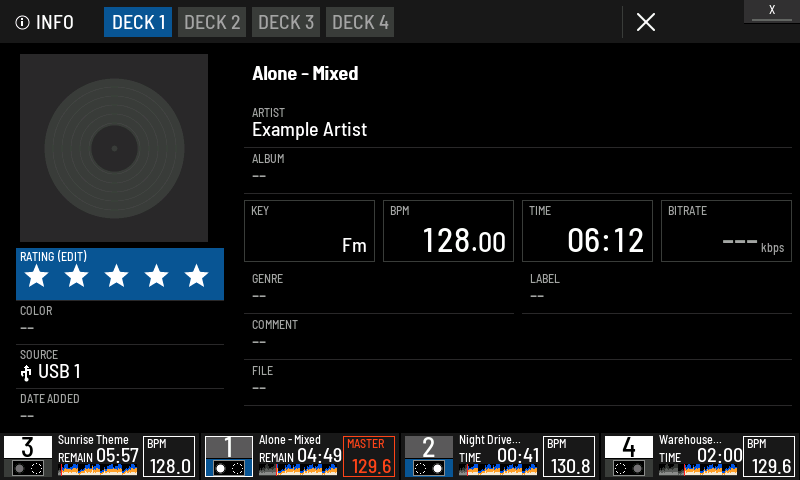 INFO DECK 1 DECK 2 DECK 3 DECK 4 X
Alone - Mixed
ARTIST
Example Artist
ALBUM
--
KEY BPM TIME BITRATE
Fm 128.00 06:12 --- kbps
RATING (EDIT)
GENRE LABEL
-- --
COLOR
--
COMMENT
--
SOURCE
USB 1
FILE
--
DATE ADDED
--
3 Sunrise Theme BPM
REMAIN 05:57 128.0
1 Alone - Mixed MASTER
REMAIN 04:49 129.6
2 Night Drive... BPM
TIME 00:41 130.8
4 Warehouse... BPM
TIME 02:00 129.6